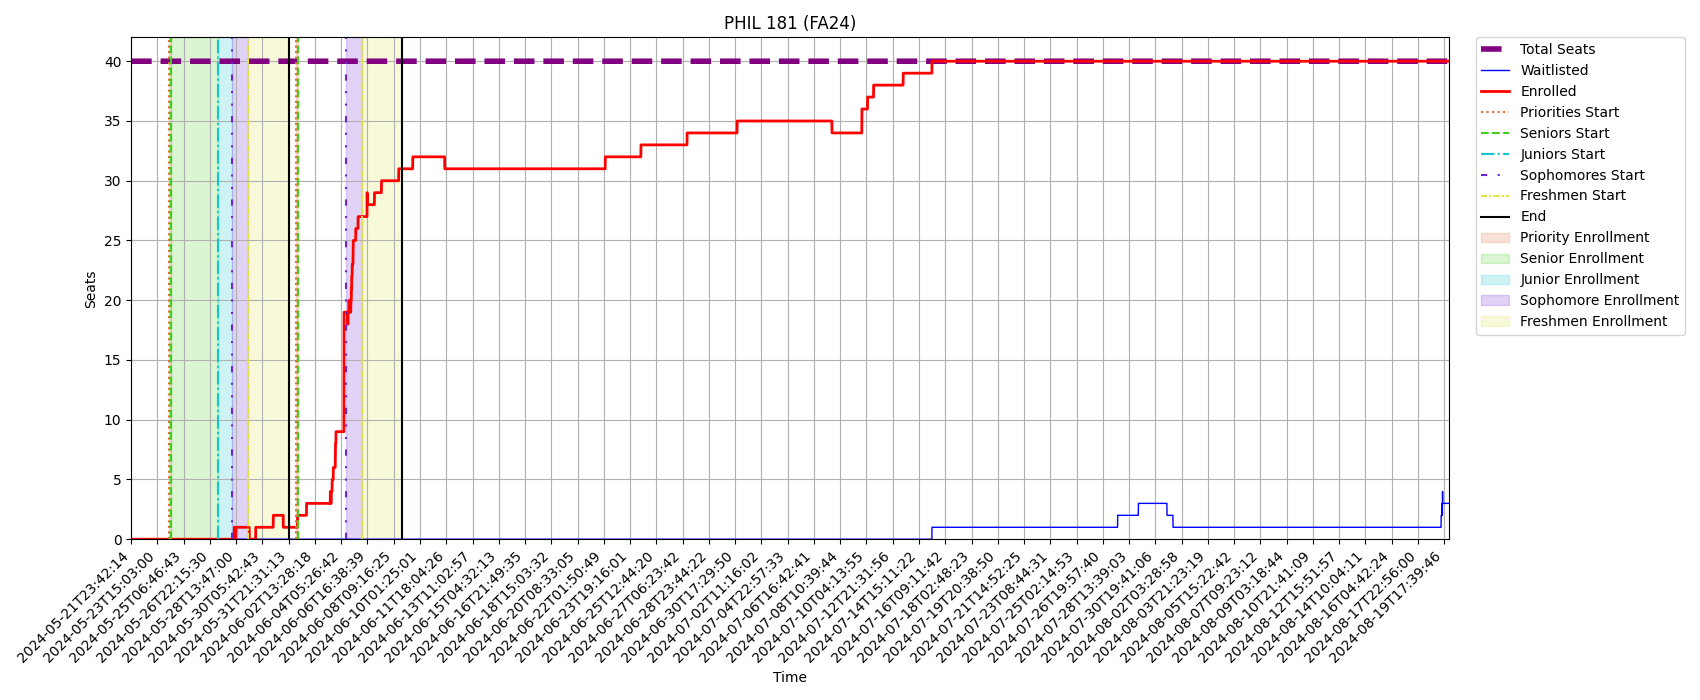 PHIL 181 (FA24)
Total Seats
Waitlisted
Enrolled
Priorities Start
Seniors Start
Juniors Start
Sophomores Start
Freshmen Start
End
Priority Enrollment
Senior Enrollment
Junior Enrollment
Sophomore Enrollment
Freshmen Enrollment
Seats
40
35
30
25
20
15
10
5
0
2024-05-21T23:42:14
2024-05-23T15:03:00
2024-05-25T06:46:43
2024-05-26T22:15:30
2024-05-28T13:47:00
2024-05-30T05:42:43
2024-05-31T21:31:13
2024-06-02T13:28:18
2024-06-04T05:26:42
2024-06-06T16:38:39
2024-06-08T09:16:25
2024-06-10T01:25:01
2024-06-11T18:04:26
2024-06-13T11:02:57
2024-06-15T04:32:13
2024-06-16T21:49:35
2024-06-18T15:03:32
2024-06-20T08:33:05
2024-06-22T01:50:49
2024-06-23T19:16:01
2024-06-25T12:44:20
2024-06-27T06:23:42
2024-06-28T23:44:22
2024-06-30T17:29:50
2024-07-02T11:16:02
2024-07-04T22:57:33
2024-07-06T16:42:41
2024-07-08T10:39:44
2024-07-10T04:13:55
2024-07-12T21:31:56
2024-07-14T15:11:22
2024-07-16T09:11:42
2024-07-18T02:48:23
2024-07-19T20:38:50
2024-07-21T14:52:25
2024-07-23T08:44:31
2024-07-25T02:14:53
2024-07-26T19:57:40
2024-07-28T13:39:03
2024-07-30T19:41:06
2024-08-02T03:28:58
2024-08-03T21:23:19
2024-08-05T15:22:42
2024-08-07T09:23:12
2024-08-09T03:18:44
2024-08-10T21:41:09
2024-08-12T15:51:57
2024-08-14T10:04:11
2024-08-16T04:42:24
2024-08-17T22:56:00
2024-08-19T17:39:46
Time